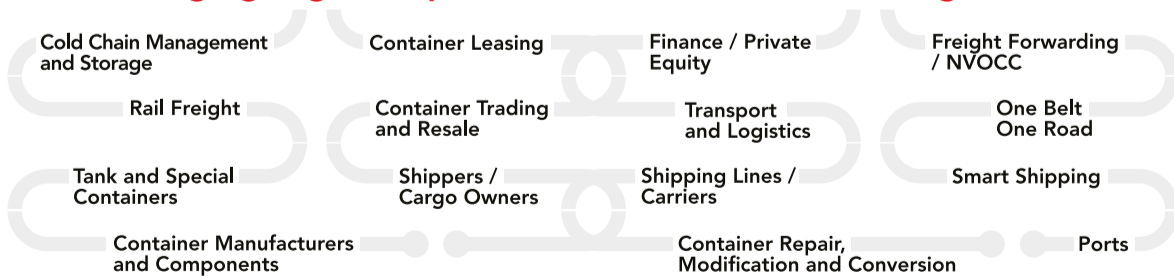 Cold Chain Management
and Storage
Container Leasing
Finance / Private
Equity
Freight Forwarding
/ NVOCC
Rail Freight
Container Trading
and Resale
Transport
and Logistics
One Belt
One Road
Tank and Special
Containers
Shippers /
Cargo Owners
Shipping Lines /
Carriers
Smart Shipping
Container Manufacturers
and Components
Container Repair,
Modification and Conversion
Ports